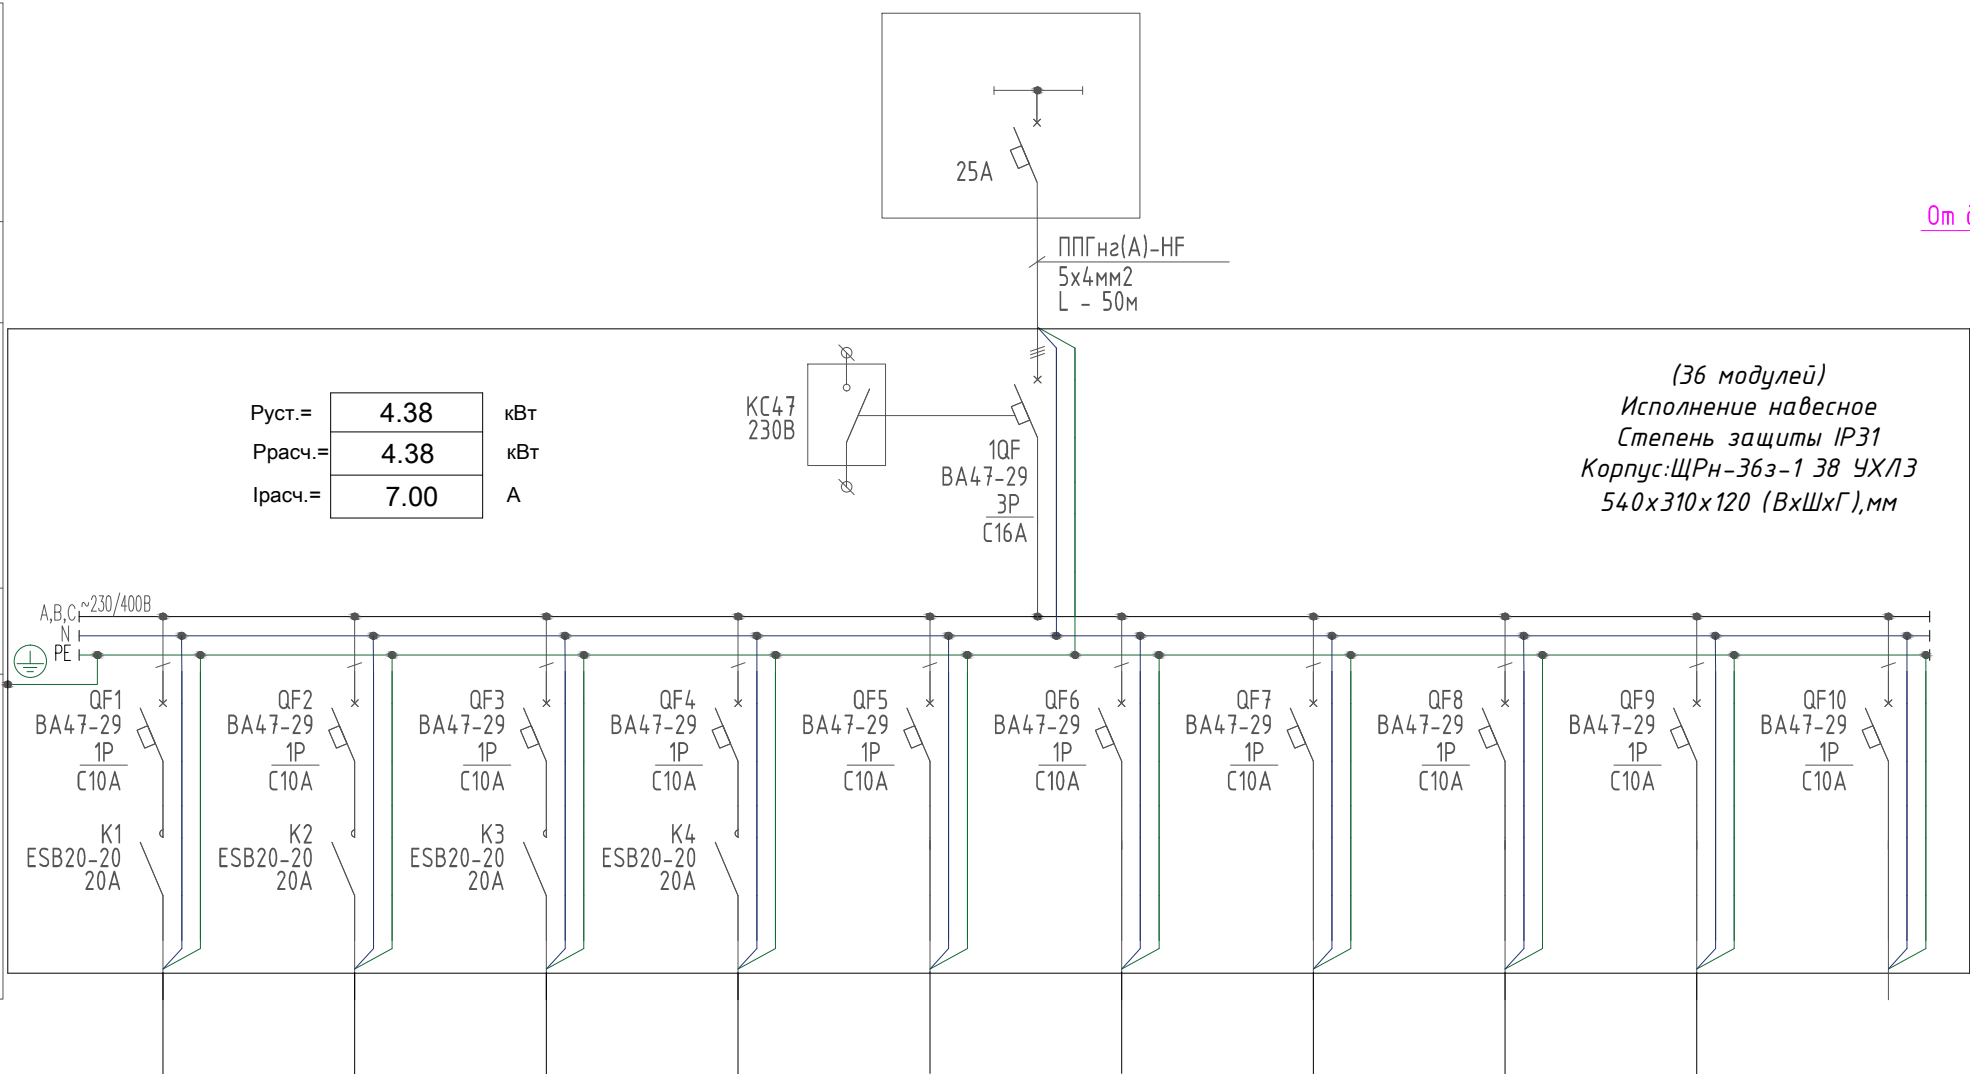 25А
От
ППГнг(А)-HF
5х4мм2
L - 50м
Руст.= 4.38 кВт
Ррасч.= 4.38 кВт
Iрасч.= 7.00 А
КС47
230В
1QF
ВА47-29
3Р
С16А
(36 модулей)
Исполнение навесное
Степень защиты IP31
Корпус:ЩРн-36з-1 38 УХЛ3
540х310х120 (ВхШхГ),мм
A,B,C ~230/400В
N
PE
QF1
ВА47-29
1Р
С10А
QF2
ВА47-29
1Р
С10А
QF3
ВА47-29
1Р
С10А
QF4
ВА47-29
1Р
С10А
QF5
ВА47-29
1Р
С10А
QF6
ВА47-29
1Р
С10А
QF7
ВА47-29
1Р
С10А
QF8
ВА47-29
1Р
С10А
QF9
ВА47-29
1Р
С10А
QF10
ВА47-29
1Р
С10А
К1
ESB20-20
20А
К2
ESB20-20
20А
К3
ESB20-20
20А
К4
ESB20-20
20А